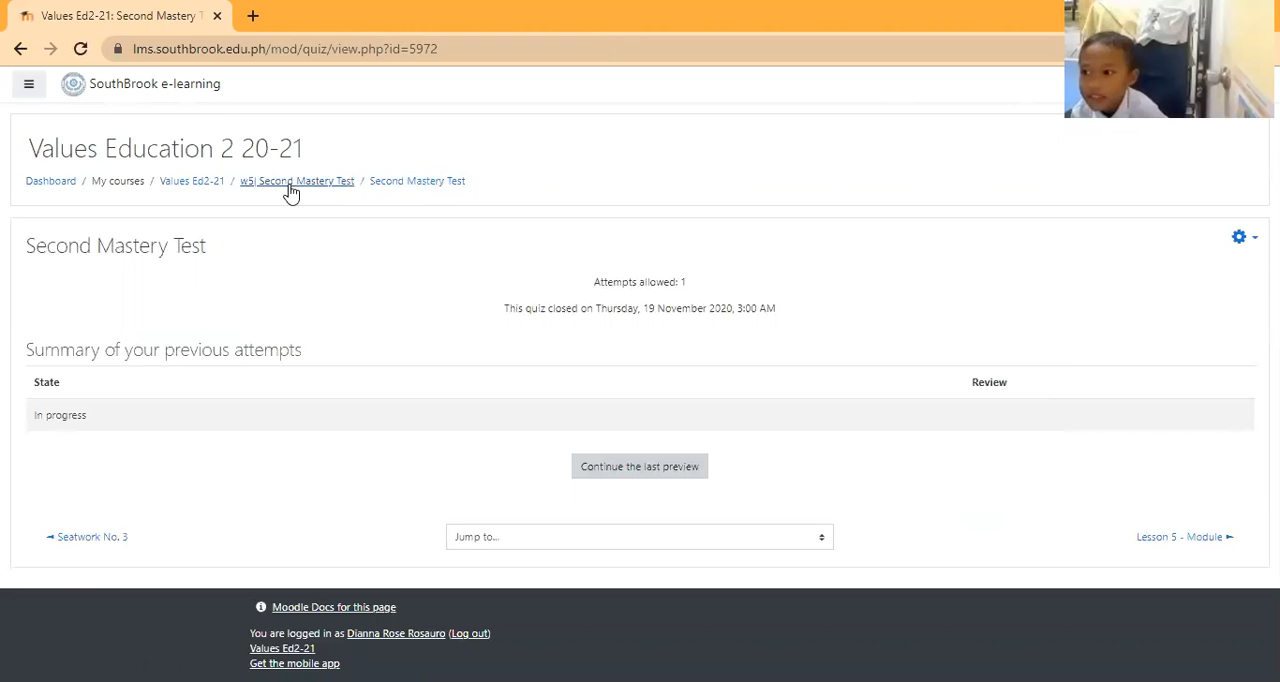 Values Ed2-21: Second Mastery T
lms.southbrook.edu.ph/mod/quiz/view.php?id=5972
SouthBrook e-learning
Values Education 2 20-21
Dashboard / My courses / Values Ed2-21 / w5| Second Mastery Test / Second Mastery Test
Second Mastery Test
Attempts allowed: 1
This quiz closed on Thursday, 19 November 2020, 3:00 AM
Summary of your previous attempts
State Review
In progress
Continue the last preview
◄ Seatwork No. 3 Jump to... Lesson 5 - Module ►
Moodle Docs for this page
You are logged in as Dianna Rose Rosauro (Log out)
Values Ed2-21
Get the mobile app